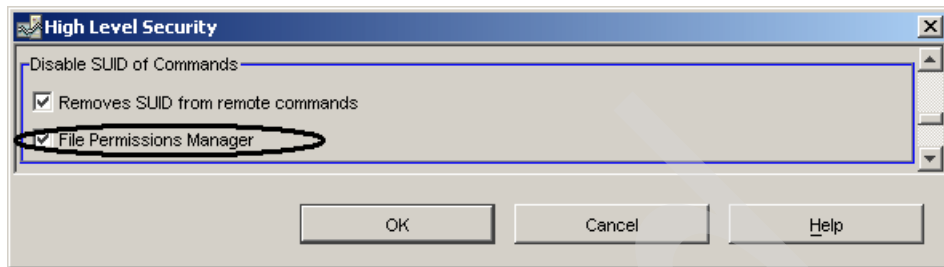 High Level Security
Disable SUID of Commands
Removes SUID from remote commands
File Permissions Manager
OK Cancel Help